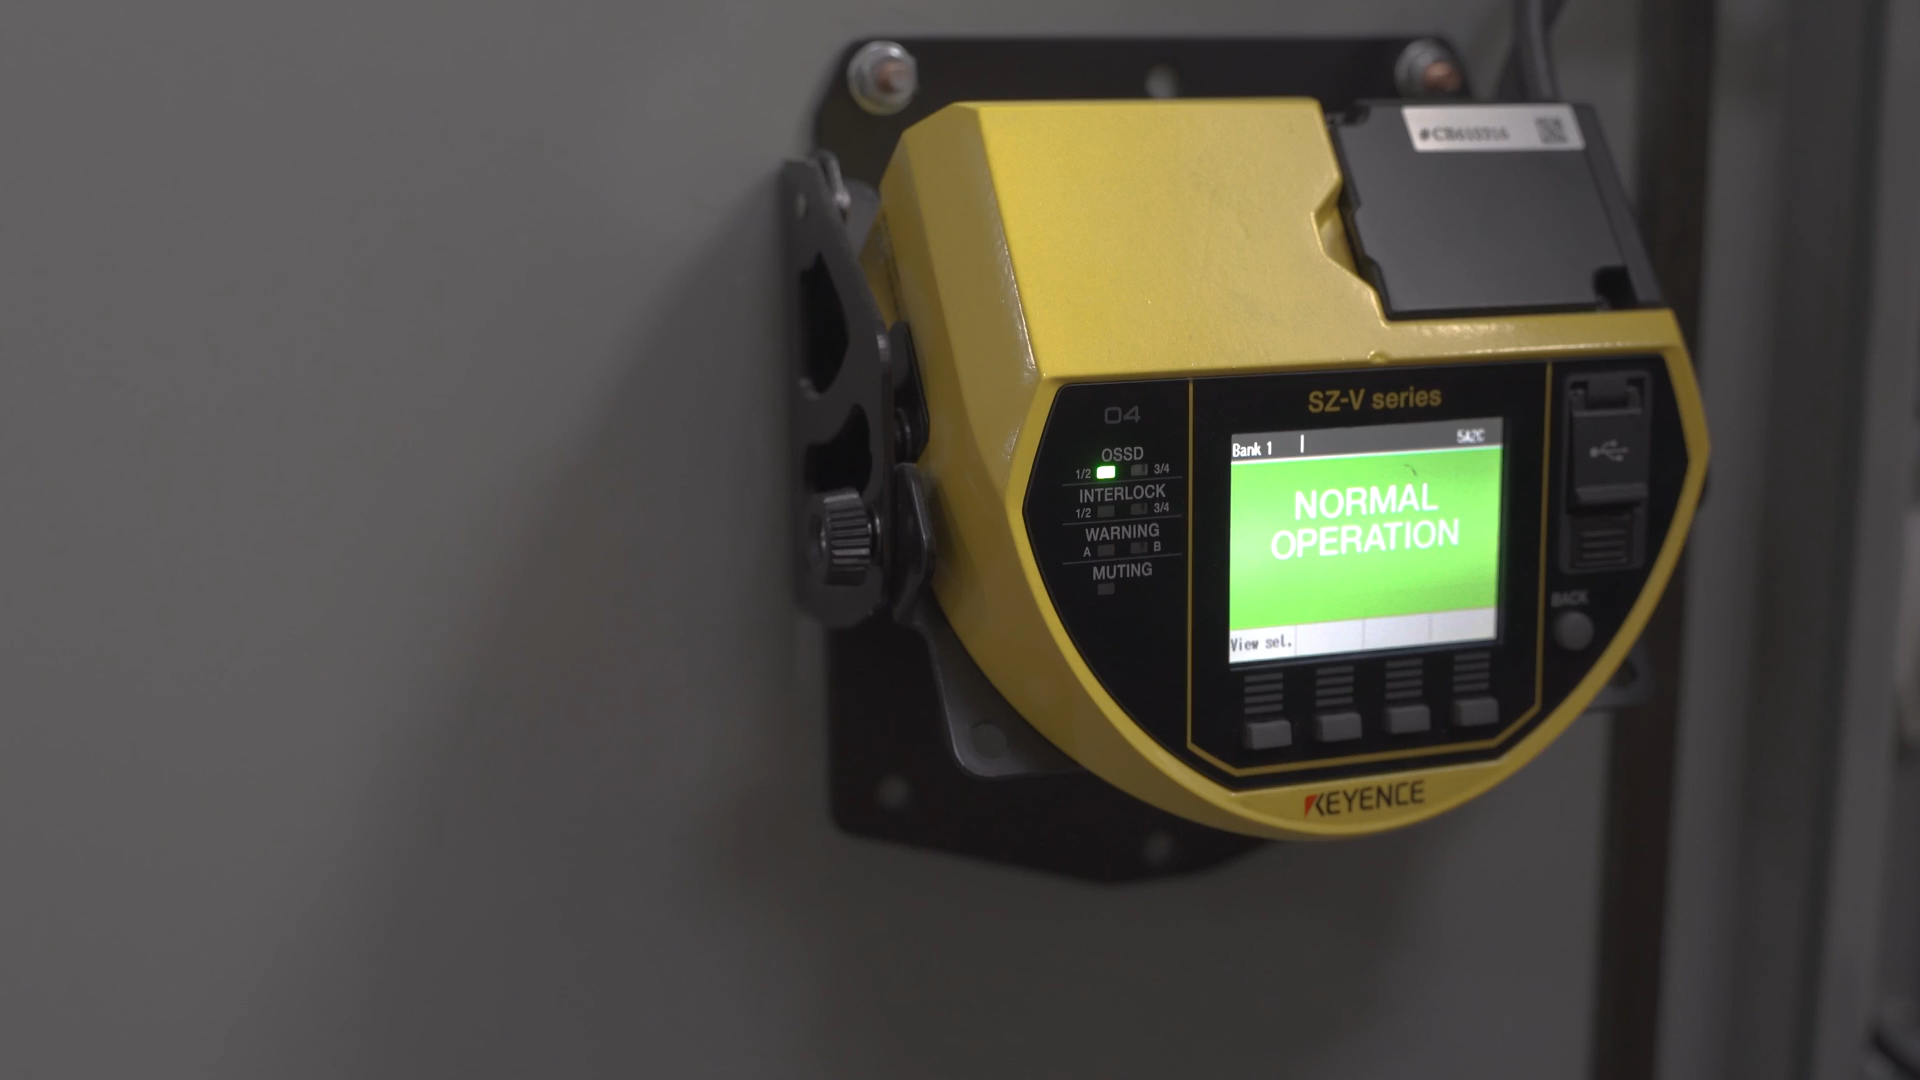 04
SZ-V series
OSSD
1/2 3/4
INTERLOCK
1/2 3/4
WARNING
A B
MUTING
Bank 1 5A2C
NORMAL
OPERATION
View sel.
BACK
KEYENCE